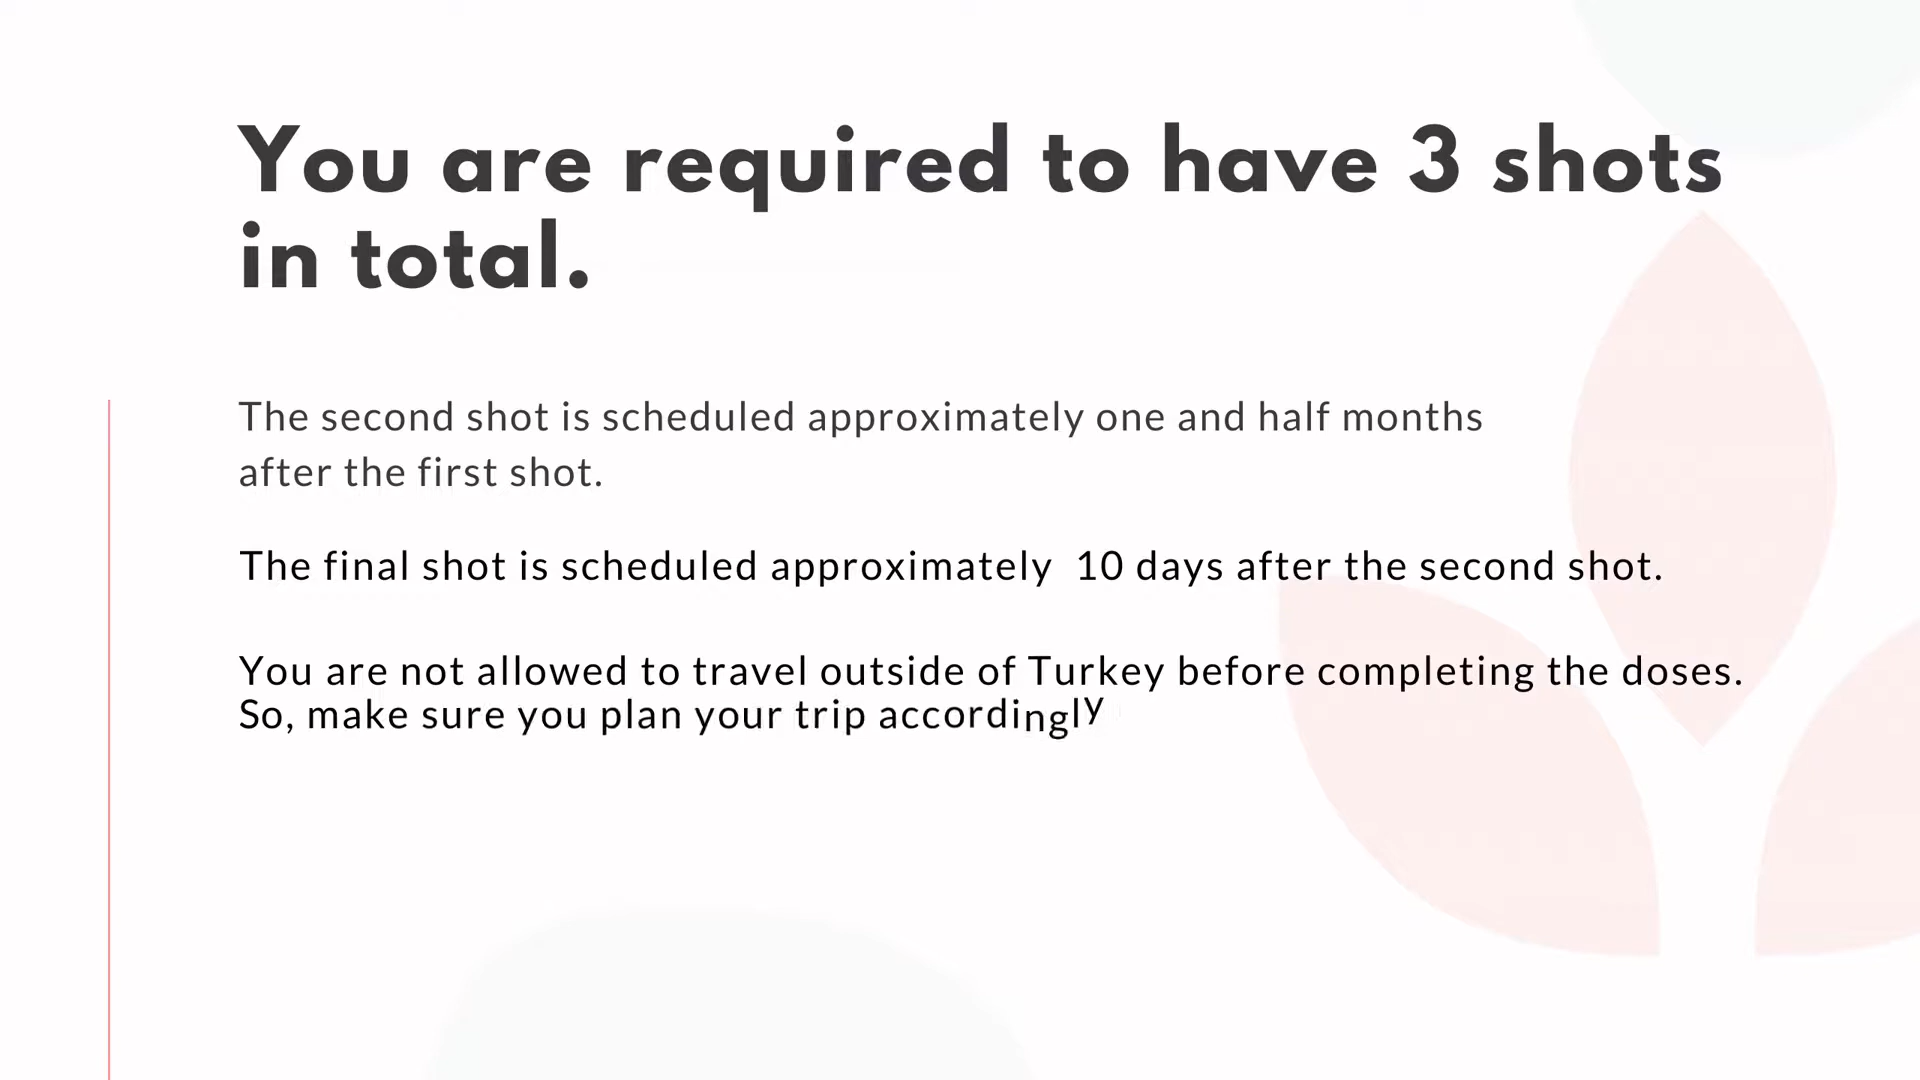 You are required to have 3 shots
in total.
The second shot is scheduled approximately one and half months
after the first shot.
The final shot is scheduled approximately 10 days after the second shot.
You are not allowed to travel outside of Turkey before completing the doses.
So, make sure you plan your trip accordingly